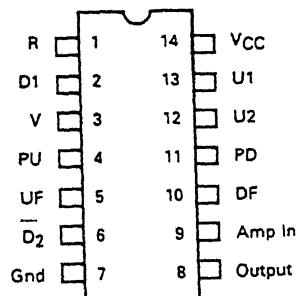 R 1 14 VCC
D1 2 13 U1
V 3 12 U2
PU 4 11 PD
UF 5 10 DF
D̅2 6 9 Amp In
Gnd 7 8 Output